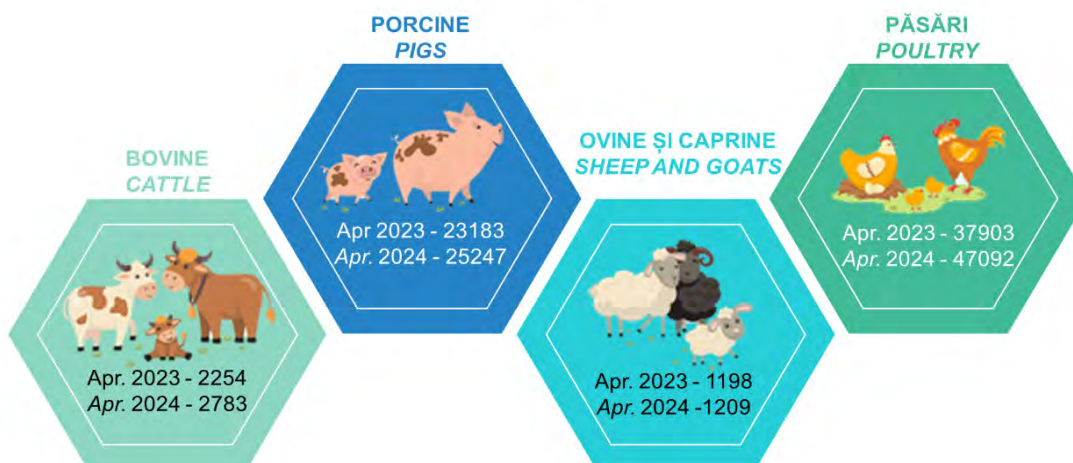 BOVINE
CATTLE
Apr. 2023 - 2254
Apr. 2024 - 2783
PORCINE
PIGS
Apr 2023 - 23183
Apr. 2024 - 25247
OVINE ȘI CAPRINE
SHEEP AND GOATS
Apr. 2023 - 1198
Apr. 2024 -1209
PĂSĂRI
POULTRY
Apr. 2023 - 37903
Apr. 2024 - 47092